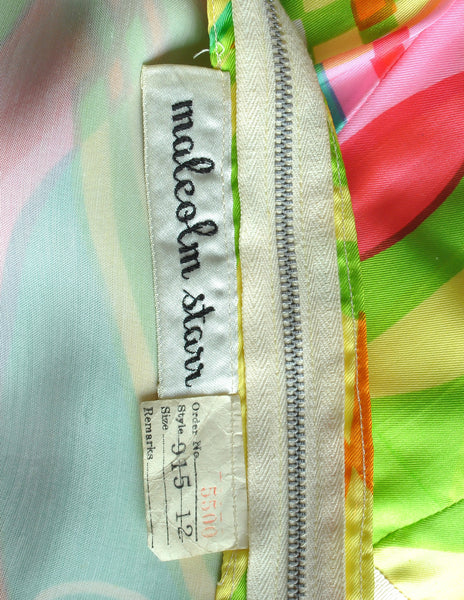 malcolm starr
Order No. 5500
Style 915
Size 12
Remarks